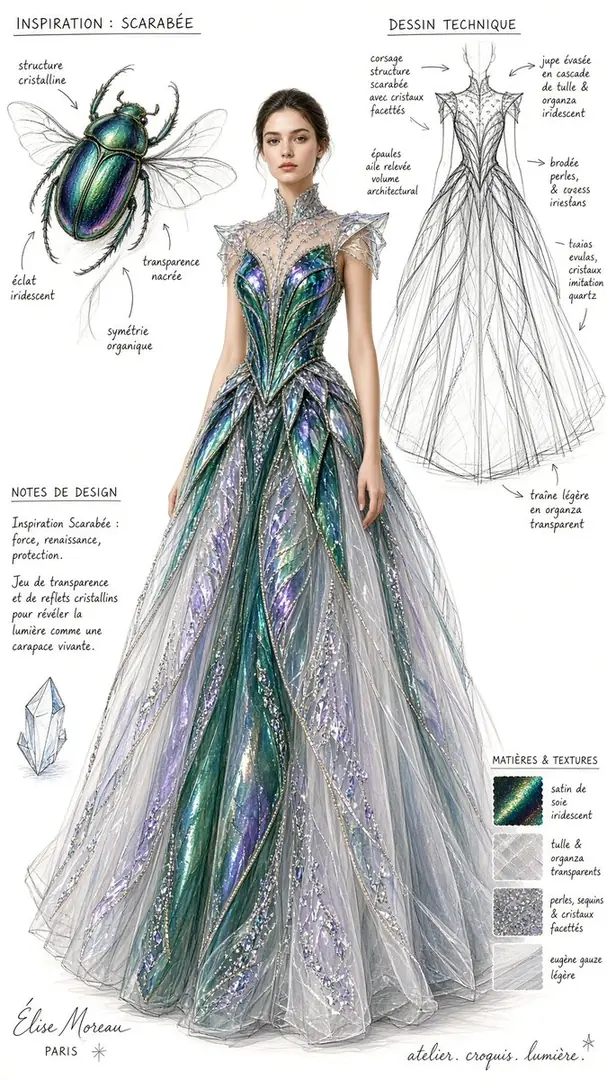 INSPIRATION : SCARABÉE
structure
cristalline
transparence
nacrée
éclat
iridescent
symétrie
organique
DESSIN TECHNIQUE
corsage
structure
scarabée
avec cristaux
facettés
jupe évasée
en cascade
de tulle &
organza
iridescent
épaules
aile relevée
volume
architectural
brodée
perles,
&
evulas,
cristaux
imitation
quartz
traîne légère
en organza
transparent
NOTES DE DESIGN
Inspiration Scarabée :
force, renaissance,
protection.
Jeu de transparence
et de reflets cristallins
pour révéler la
lumière comme une
carapace vivante.
MATIÈRES & TEXTURES
satin de
soie
iridescent
tulle &
organza
transparents
perles, sequins
& cristaux
facettés
eugène gauze
légère
Élise Moreau
PARIS
atelier. croquis. lumière.